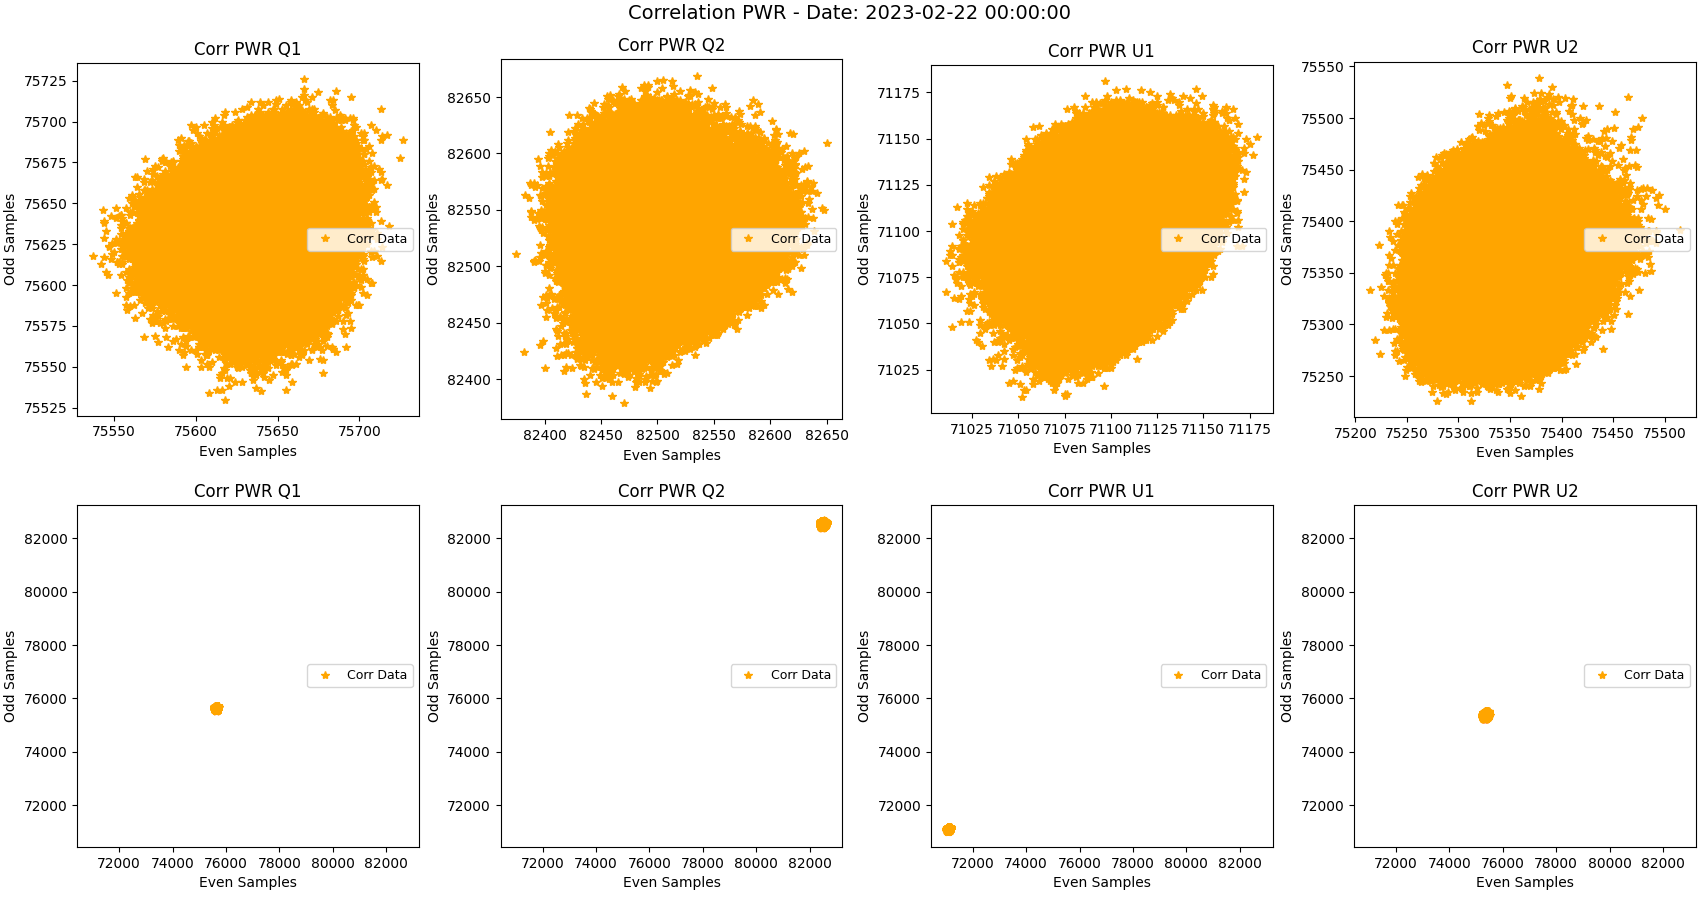 Correlation PWR - Date: 2023-02-22 00:00:00
Corr PWR Q1
Odd Samples
75725
75700
75675
75650
75625
75600
75575
75550
75525
Corr Data
75550 75600 75650 75700
Even Samples
Corr PWR Q2
Odd Samples
82650
82600
82550
82500
82450
82400
Corr Data
82400 82450 82500 82550 82600 82650
Even Samples
Corr PWR U1
Odd Samples
71175
71150
71125
71100
71075
71050
71025
Corr Data
71025 71050 71075 71100 71125 71150 71175
Even Samples
Corr PWR U2
Odd Samples
75550
75500
75450
75400
75350
75300
75250
Corr Data
75200 75250 75300 75350 75400 75450 75500
Even Samples
Corr PWR Q1
Odd Samples
82000
80000
78000
76000
74000
72000
Corr Data
72000 74000 76000 78000 80000 82000
Even Samples
Corr PWR Q2
Odd Samples
82000
80000
78000
76000
74000
72000
Corr Data
72000 74000 76000 78000 80000 82000
Even Samples
Corr PWR U1
Odd Samples
82000
80000
78000
76000
74000
72000
Corr Data
72000 74000 76000 78000 80000 82000
Even Samples
Corr PWR U2
Odd Samples
82000
80000
78000
76000
74000
72000
Corr Data
72000 74000 76000 78000 80000 82000
Even Samples